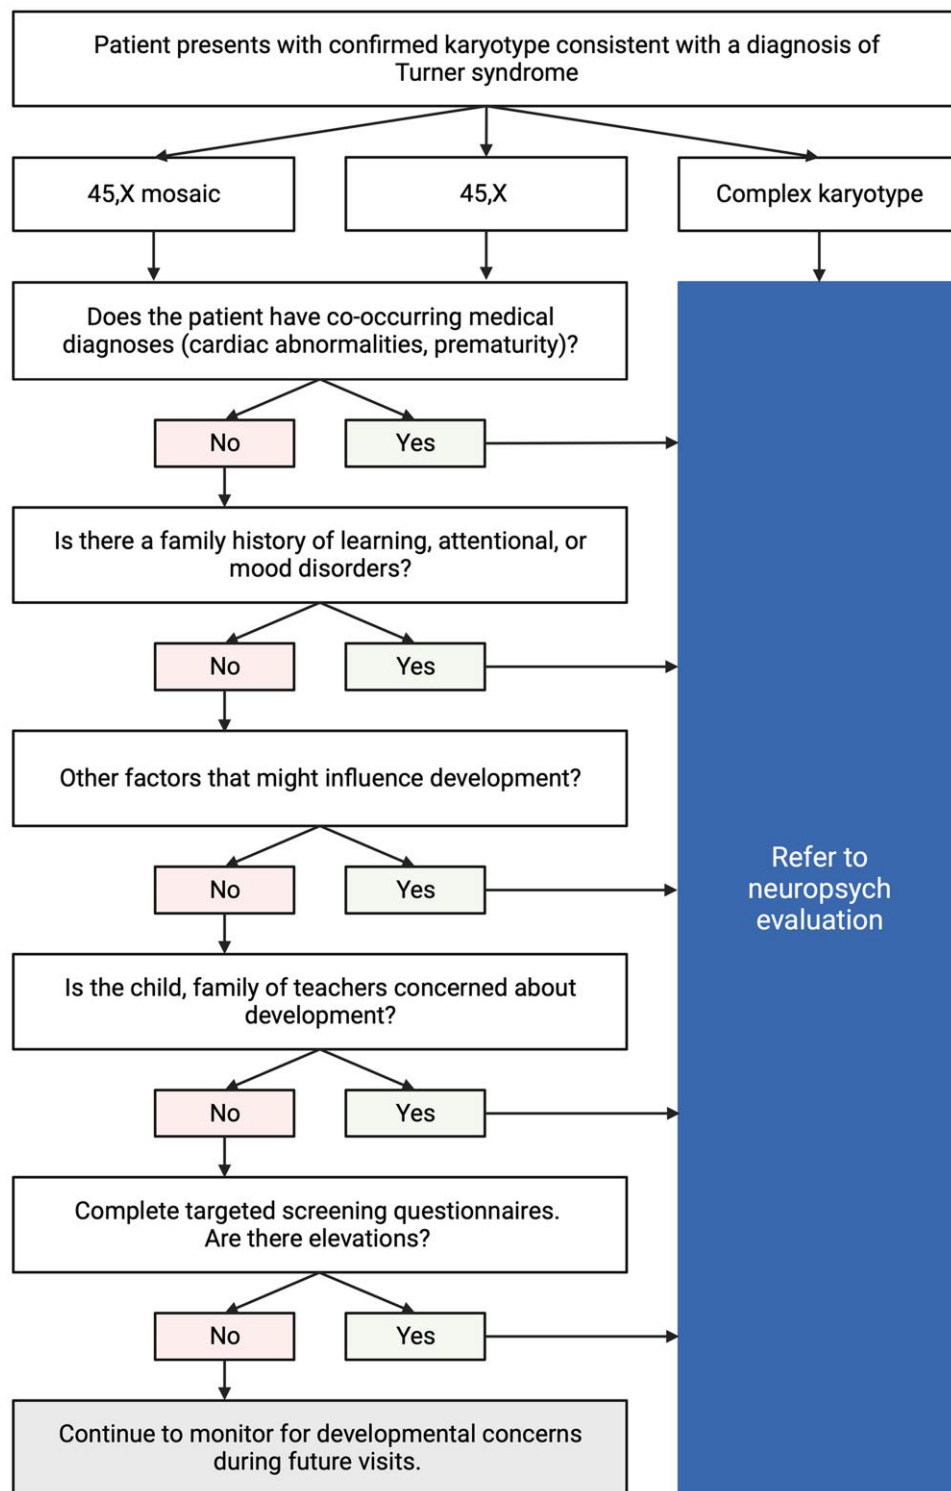 Patient presents with confirmed karyotype consistent with a diagnosis of
Turner syndrome
45,X mosaic
45,X
Complex karyotype
Does the patient have co-occurring medical
diagnoses (cardiac abnormalities, prematurity)?
No
Yes
Is there a family history of learning, attentional, or
mood disorders?
No
Yes
Other factors that might influence development?
No
Yes
Is the child, family of teachers concerned about
development?
No
Yes
Complete targeted screening questionnaires.
Are there elevations?
No
Yes
Continue to monitor for developmental concerns
during future visits.
Refer to
neuropsych
evaluation